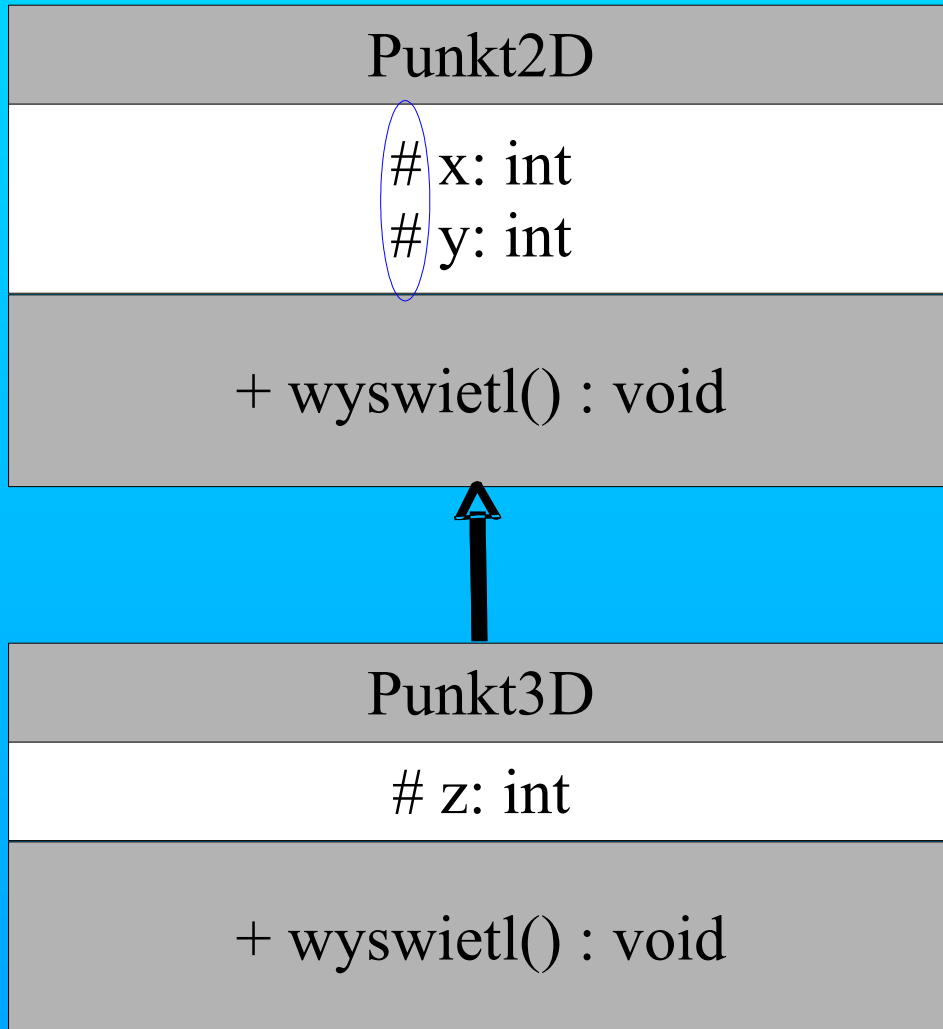 Punkt2D
# x: int
# y: int
+ wyswietl() : void
Punkt3D
# z: int
+ wyswietl() : void